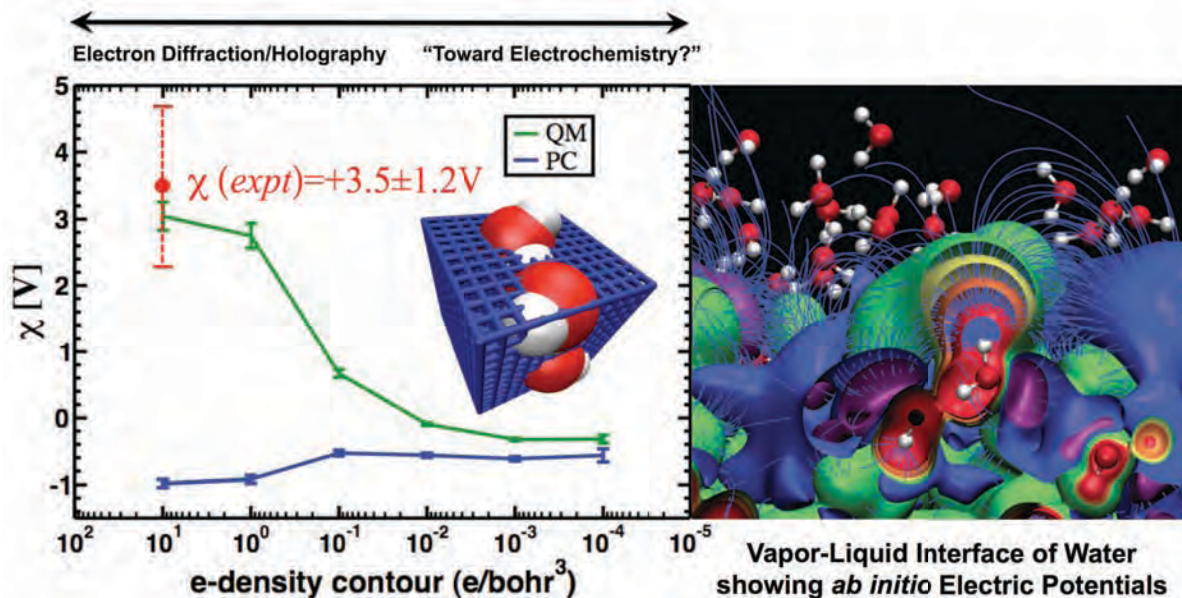 Electron Diffraction/Holography “Toward Electrochemistry?”
5
4
3
2
1
0
-1
χ [V]
QM
PC
χ (expt)=+3.5±1.2V
10² 10¹ 10⁰ 10⁻¹ 10⁻² 10⁻³ 10⁻⁴ 10⁻⁵
e-density contour (e/bohr³)
Vapor-Liquid Interface of Water
showing ab initio Electric Potentials